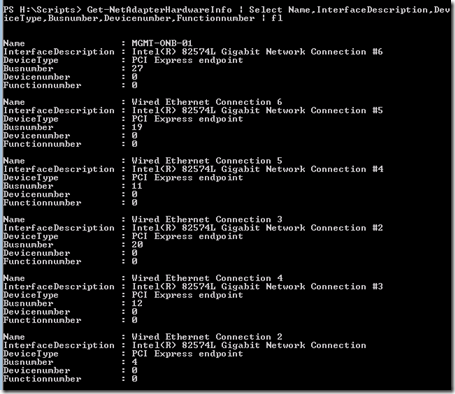 PS H:\Scripts> Get-NetAdapterHardwareInfo | Select Name,InterfaceDescription,Dev
iceType,Busnumber,Devicenumber,Functionnumber | fl
Name : MGMT-ONB-01
InterfaceDescription : Intel(R) 82574L Gigabit Network Connection #6
DeviceType : PCI Express endpoint
Busnumber : 27
Devicenumber : 0
Functionnumber : 0
Name : Wired Ethernet Connection 6
InterfaceDescription : Intel(R) 82574L Gigabit Network Connection #5
DeviceType : PCI Express endpoint
Busnumber : 19
Devicenumber : 0
Functionnumber : 0
Name : Wired Ethernet Connection 5
InterfaceDescription : Intel(R) 82574L Gigabit Network Connection #4
DeviceType : PCI Express endpoint
Busnumber : 11
Devicenumber : 0
Functionnumber : 0
Name : Wired Ethernet Connection 3
InterfaceDescription : Intel(R) 82574L Gigabit Network Connection #2
DeviceType : PCI Express endpoint
Busnumber : 20
Devicenumber : 0
Functionnumber : 0
Name : Wired Ethernet Connection 4
InterfaceDescription : Intel(R) 82574L Gigabit Network Connection #3
DeviceType : PCI Express endpoint
Busnumber : 12
Devicenumber : 0
Functionnumber : 0
Name : Wired Ethernet Connection 2
InterfaceDescription : Intel(R) 82574L Gigabit Network Connection
DeviceType : PCI Express endpoint
Busnumber : 4
Devicenumber : 0
Functionnumber : 0